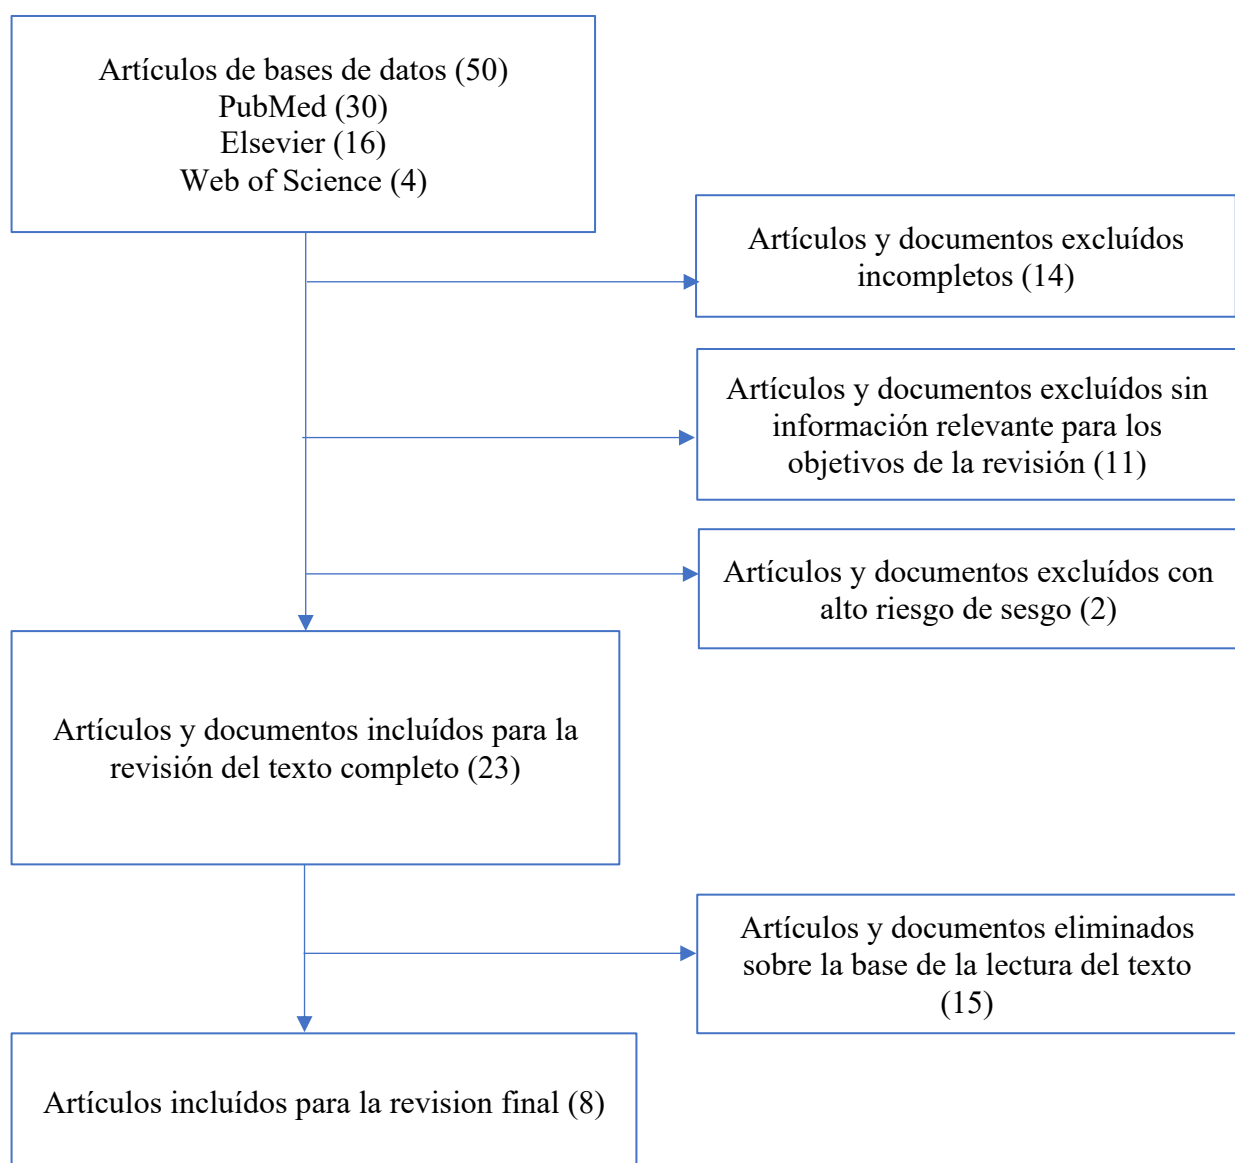 Artículos de bases de datos (50)
PubMed (30)
Elsevier (16)
Web of Science (4)
Artículos y documentos excluídos
incompletos (14)
Artículos y documentos excluídos sin
información relevante para los
objetivos de la revisión (11)
Artículos y documentos excluídos con
alto riesgo de sesgo (2)
Artículos y documentos incluídos para la
revisión del texto completo (23)
Artículos y documentos eliminados
sobre la base de la lectura del texto
(15)
Artículos incluídos para la revision final (8)